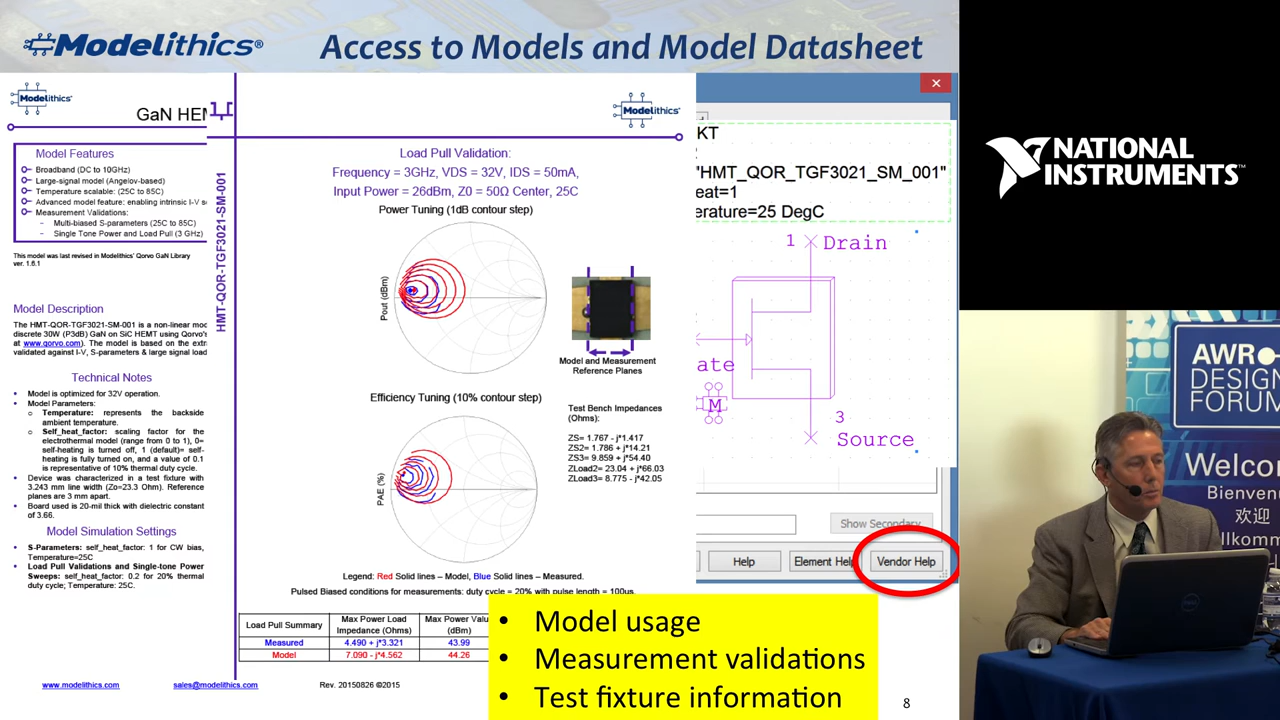 Modelithics®
Access to Models and Model Datasheet
Modelithics
GaN HEM
Model Features
Broadband (DC to 10GHz)
Large-signal model (Angelov-based)
Temperature scalable: (25C to 85C)
Advanced model feature: enabling intrinsic I-V s
Measurement Validations:
- Multi-biased S-parameters (25C to 85C)
- Single Tone Power and Load Pull (3 GHz)
This model was last revised in Modelithics' Qorvo GaN Library
ver. 1.6.1
Model Description
The HMT-QOR-TGF3021-SM-001 is a non-linear mod
discrete 30W (P3dB) GaN on SiC HEMT using Qorvo's
at www.qorvo.com). The model is based on the extr
validated against I-V, S-parameters & large signal load
Technical Notes
• Model is optimized for 32V operation.
• Model Parameters:
o Temperature: represents the backside
ambient temperature.
o Self_heat_factor: scaling factor for the
electrothermal model (range from 0 to 1), 0=
self-heating is turned off, 1 (default)= self-
heating is fully turned on, and a value of 0.1
is representative of 10% thermal duty cycle.
• Device was characterized in a test fixture with
3.243 mm line width (Zo=23.3 Ohm). Reference
planes are 3 mm apart.
• Board used is 20-mil thick with dielectric constant
of 3.66.
Model Simulation Settings
• S-Parameters: self_heat_factor: 1 for CW bias,
Temperature=25C
• Load Pull Validations and Single-tone Power
Sweeps: self_heat_factor: 0.2 for 20% thermal
duty cycle; Temperature: 25C.
www.modelithics.com
sales@modelithics.com
Rev. 20150826 ©2015
HMT-QOR-TGF3021-SM-001
Modelithics
Load Pull Validation:
Frequency = 3GHz, VDS = 32V, IDS = 50mA,
Input Power = 26dBm, Z0 = 50Ω Center, 25C
Power Tuning (1dB contour step)
Pout (dBm)
Model and Measurement
Reference Planes
Efficiency Tuning (10% contour step)
PAE (%)
Test Bench Impedances
(Ohms):
ZS= 1.767 - j*1.417
ZS2= 1.786 + j*14.21
ZS3= 9.859 + j*54.40
ZLoad2= 23.04 + j*66.03
ZLoad3= 8.775 - j*42.05
Legend: Red Solid lines – Model, Blue Solid lines – Measured.
Pulsed Biased conditions for measurements: duty cycle = 20% with pulse length = 100us.
Load Pull Summary Max Power Load Max Power Valu
Impedance (Ohms) (dBm)
Measured 4.490 + j*3.321 43.99
Model 7.090 - j*4.562 44.26
KT
"HMT_QOR_TGF3021_SM_001"
eat=1
erature=25 DegC
1 Drain
ate
M
3
Source
Show Secondary
Help
Element Help
Vendor Help
• Model usage
• Measurement validations
• Test fixture information
8
NATIONAL
INSTRUMENTS™
AWR
DESIGN
FORUM
Welcom
Bienvenu
欢迎
llkomm
DELL